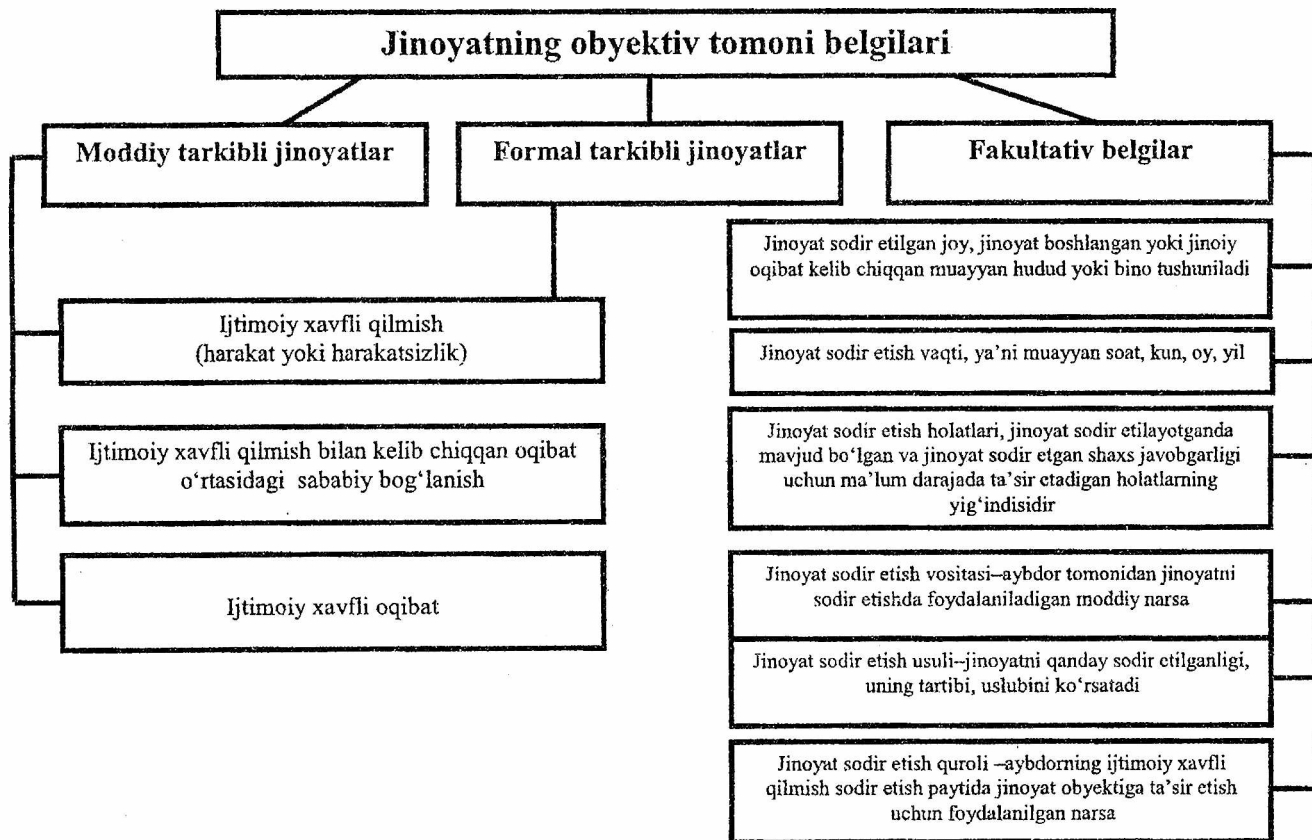 Jinoyatning obyektiv tomoni belgilari
Moddiy tarkibli jinoyatlar
Formal tarkibli jinoyatlar
Fakultativ belgilar
Ijtimoiy xavfli qilmish
(harakat yoki harakatsizlik)
Ijtimoiy xavfli qilmish bilan kelib chiqqan oqibat
o‘rtasidagi sababiy bog‘lanish
Ijtimoiy xavfli oqibat
Jinoyat sodir etilgan joy, jinoyat boshlangan yoki jinoiy
oqibat kelib chiqqan muayyan hudud yoki bino tushuniladi
Jinoyat sodir etish vaqti, ya’ni muayyan soat, kun, oy, yil
Jinoyat sodir etish holatlari, jinoyat sodir etilayotganda
mavjud bo‘lgan va jinoyat sodir etgan shaxs javobgarligi
uchun ma’lum darajada ta’sir etadigan holatlarning
yig‘indisidir
Jinoyat sodir etish vositasi–aybdor tomonidan jinoyatni
sodir etishda foydalaniladigan moddiy narsa
Jinoyat sodir etish usuli–jinoyatni qanday sodir etilganligi,
uning tartibi, uslubini ko‘rsatadi
Jinoyat sodir etish quroli –aybdorning ijtimoiy xavfli
qilmish sodir etish paytida jinoyat obyektiga ta’sir etish
uchun foydalanilgan narsa